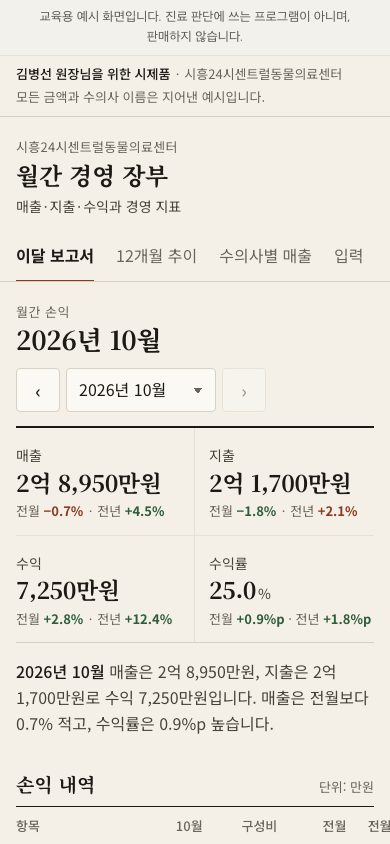 교육용 예시 화면입니다. 진료 판단에 쓰는 프로그램이 아니며,
판매하지 않습니다.
김병선 원장님을 위한 시제품 · 시흥24시센트럴동물의료센터
모든 금액과 수의사 이름은 지어낸 예시입니다.
시흥24시센트럴동물의료센터
월간 경영 장부
매출·지출·수익과 경영 지표
이달 보고서 12개월 추이 수의사별 매출 입력
월간 손익
2026년 10월
‹ 2026년 10월 ›
매출 지출
2억 8,950만원 2억 1,700만원
전월 −0.7% · 전년 +4.5% 전월 −1.8% · 전년 +2.1%
수익 수익률
7,250만원 25.0%
전월 +2.8% · 전년 +12.4% 전월 +0.9%p · 전년 +1.8%p
2026년 10월 매출은 2억 8,950만원, 지출은 2억
1,700만원로 수익 7,250만원입니다. 매출은 전월보다
0.7% 적고, 수익률은 0.9%p 높습니다.
손익 내역 단위: 만원
항목 10월 구성비 전월 전월